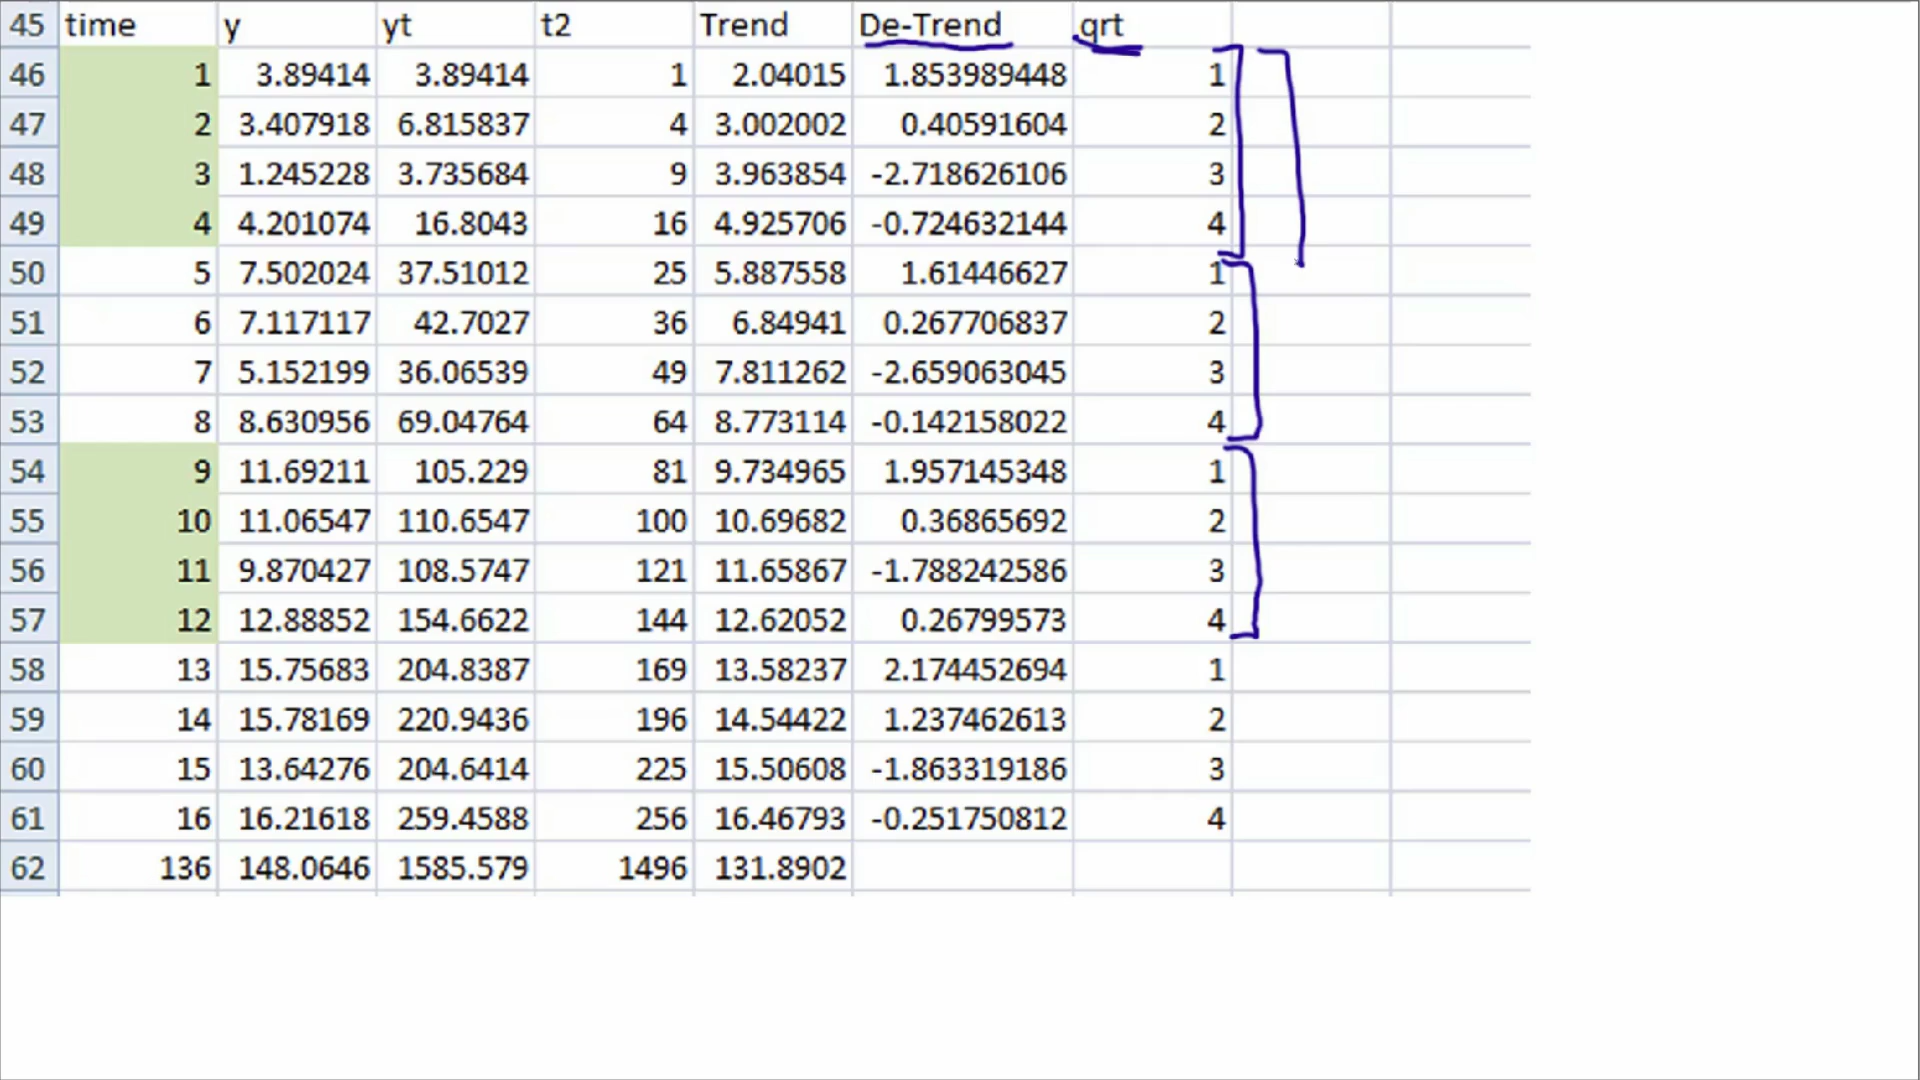 45 time y yt t2 Trend De-Trend qrt
46 1 3.89414 3.89414 1 2.04015 1.853989448 1
47 2 3.407918 6.815837 4 3.002002 0.40591604 2
48 3 1.245228 3.735684 9 3.963854 -2.718626106 3
49 4 4.201074 16.8043 16 4.925706 -0.724632144 4
50 5 7.502024 37.51012 25 5.887558 1.61446627 1
51 6 7.117117 42.7027 36 6.84941 0.267706837 2
52 7 5.152199 36.06539 49 7.811262 -2.659063045 3
53 8 8.630956 69.04764 64 8.773114 -0.142158022 4
54 9 11.69211 105.229 81 9.734965 1.957145348 1
55 10 11.06547 110.6547 100 10.69682 0.36865692 2
56 11 9.870427 108.5747 121 11.65867 -1.788242586 3
57 12 12.88852 154.6622 144 12.62052 0.26799573 4
58 13 15.75683 204.8387 169 13.58237 2.174452694 1
59 14 15.78169 220.9436 196 14.54422 1.237462613 2
60 15 13.64276 204.6414 225 15.50608 -1.863319186 3
61 16 16.21618 259.4588 256 16.46793 -0.251750812 4
62 136 148.0646 1585.579 1496 131.8902